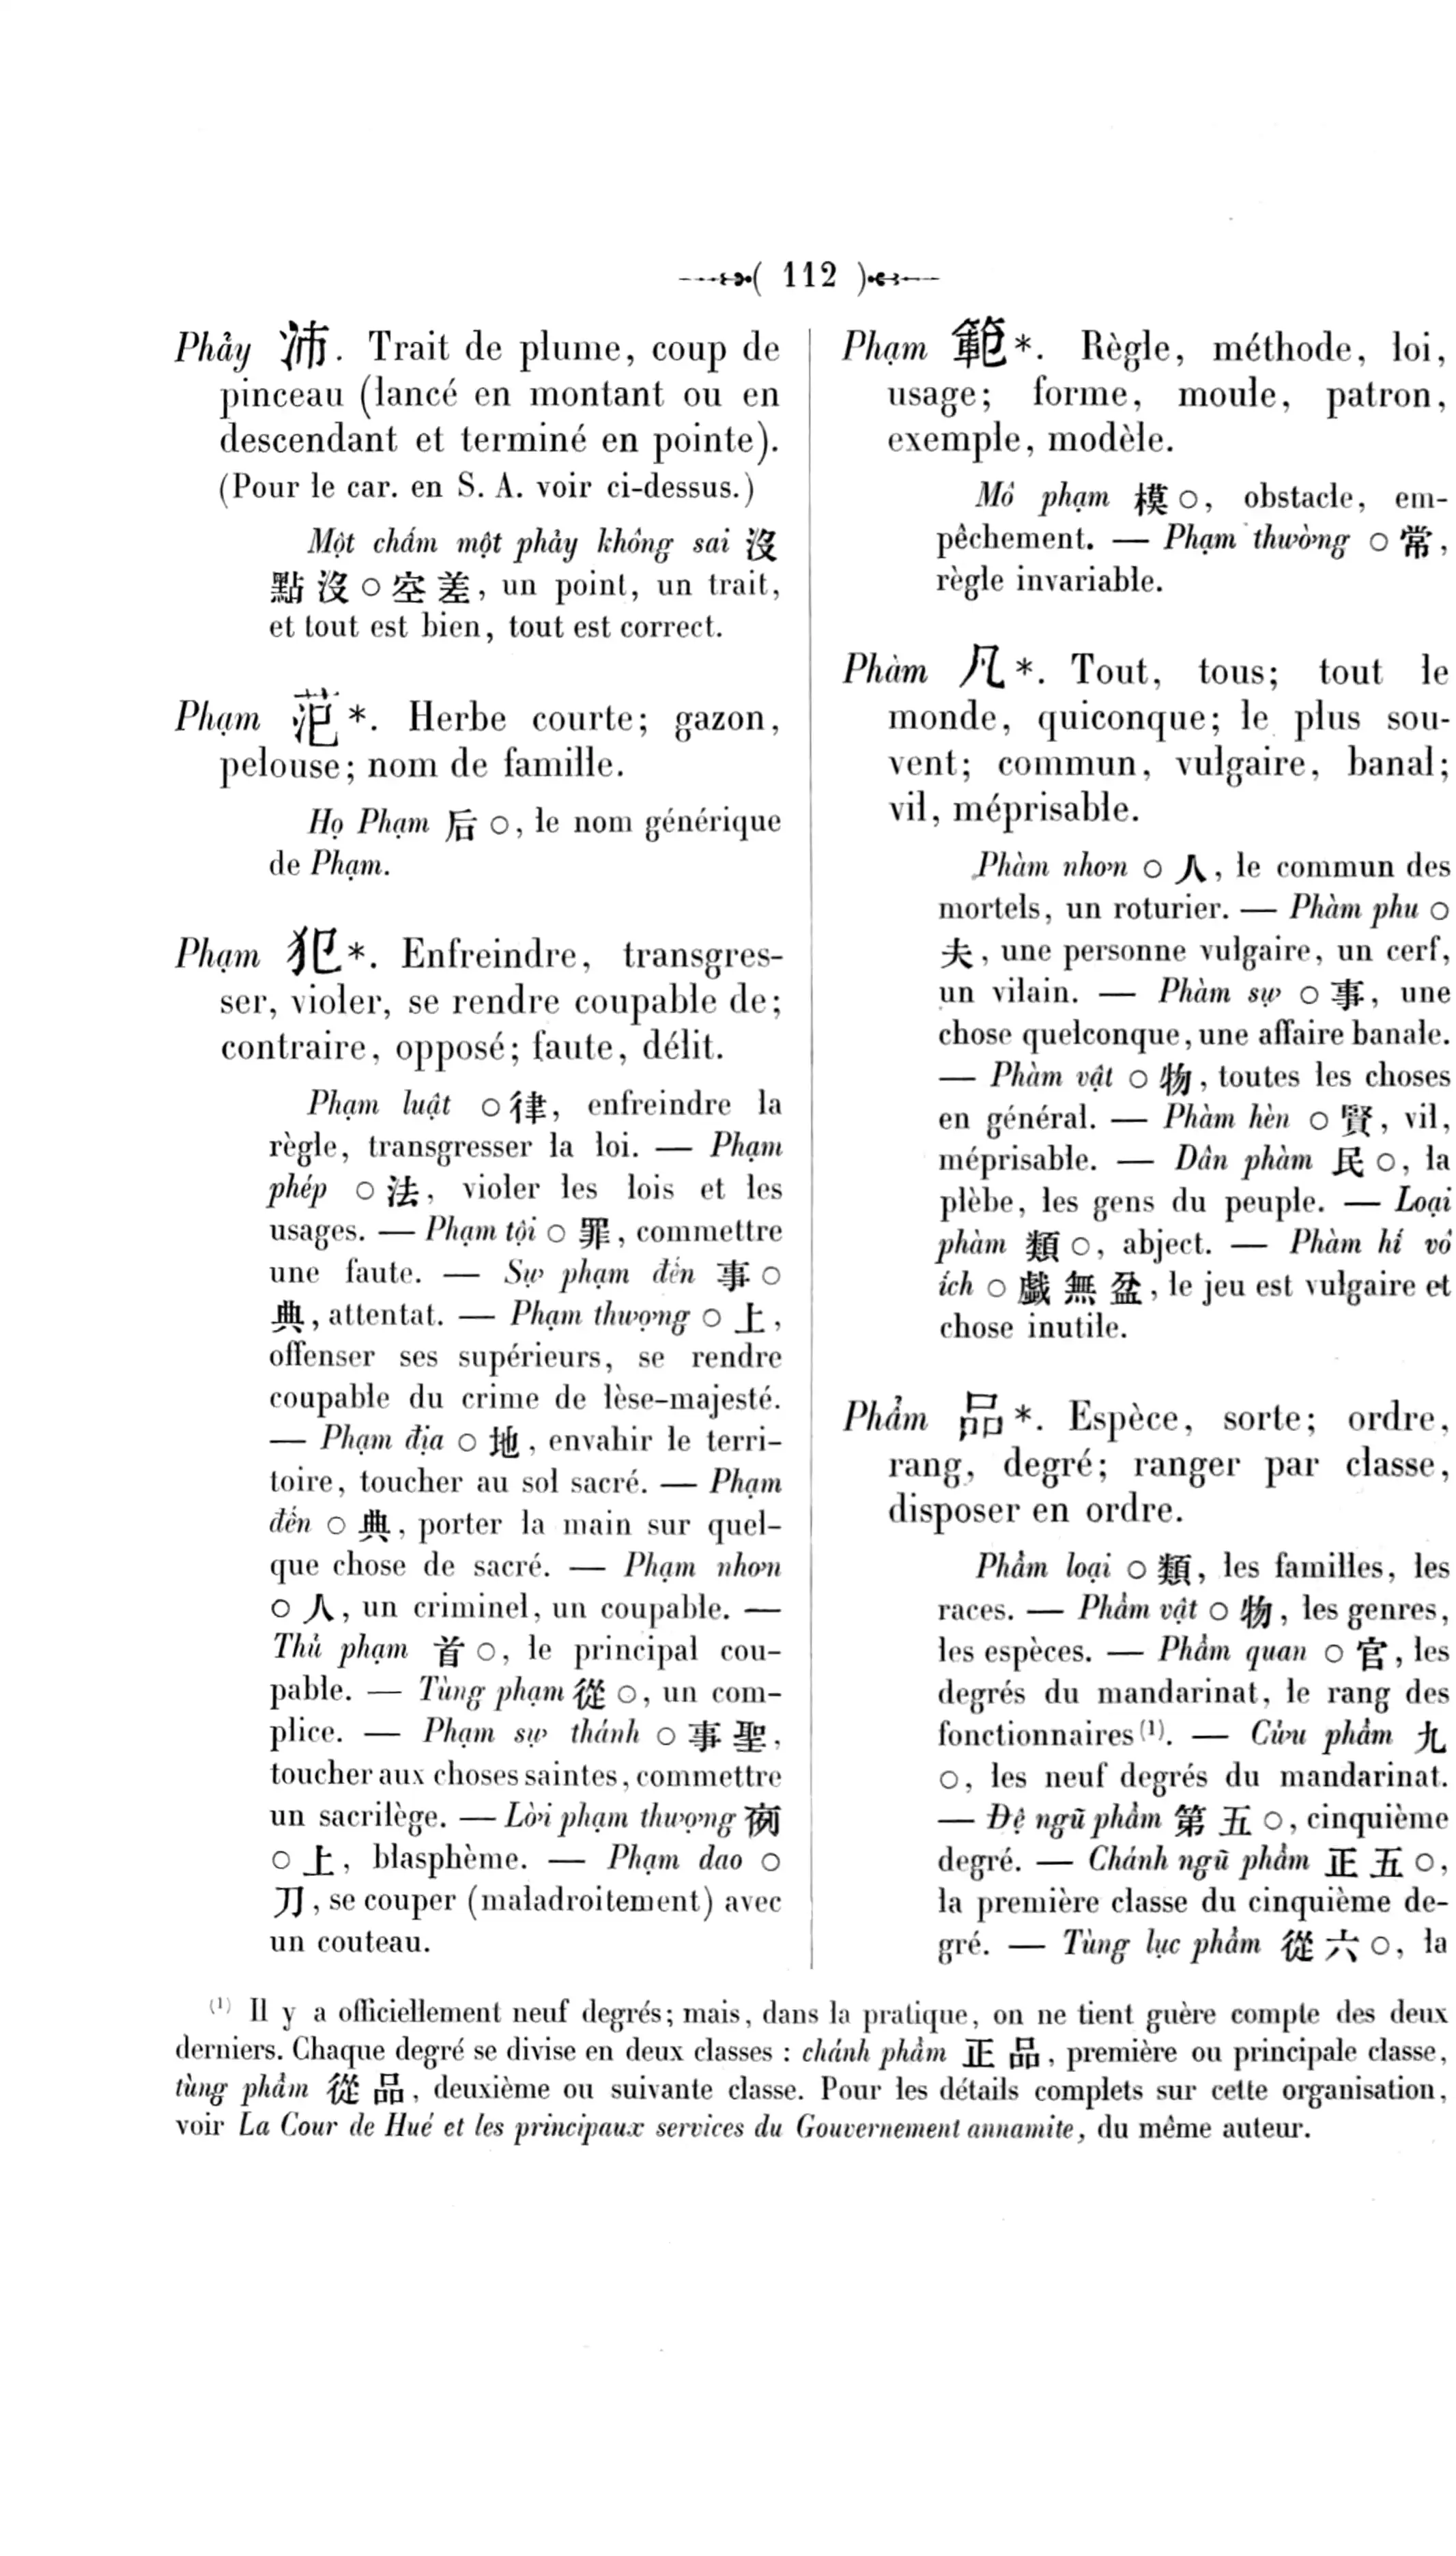 ( 112 )
Phẩy 沛. Trait de plume, coup de
pinceau (lancé en montant ou en
descendant et terminé en pointe).
(Pour le car. en S. A. voir ci-dessus.)
Một chấm một phảy không sai 沒
點 沒 ○ 空 差, un point, un trait,
et tout est bien, tout est correct.
Phạm 范*. Herbe courte; gazon,
pelouse; nom de famille.
Họ Phạm 后 ○, le nom générique
de Phạm.
Phạm 犯*. Enfreindre, transgres-
ser, violer, se rendre coupable de;
contraire, opposé; faute, délit.
Phạm luật ○ 律, enfreindre la
règle, transgresser la loi. — Phạm
phép ○ 法, violer les lois et les
usages. — Phạm tội ○ 罪, commettre
une faute. — Sự phạm đến 事 ○
典, attentat. — Phạm thượng ○ 上,
offenser ses supérieurs, se rendre
coupable du crime de lèse-majesté.
— Phạm địa ○ 地, envahir le terri-
toire, toucher au sol sacré. — Phạm
đến ○ 典, porter la main sur quel-
que chose de sacré. — Phạm nhơn
○ 人, un criminel, un coupable. —
Thủ phạm 首 ○, le principal cou-
pable. — Tùng phạm 從 ○, un com-
plice. — Phạm sự thánh ○ 事 聖,
toucher aux choses saintes, commettre
un sacrilège. — Lời phạm thượng
○ 上, blasphème. — Phạm dao ○
刀, se couper (maladroitement) avec
un couteau.
Phạm 範*. Règle, méthode, loi,
usage; forme, moule, patron,
exemple, modèle.
Mô phạm 模 ○, obstacle, em-
pêchement. — Phạm thường ○ 常,
règle invariable.
Phàm 凡*. Tout, tous; tout le
monde, quiconque; le plus sou-
vent; commun, vulgaire, banal;
vil, méprisable.
Phàm nhơn ○ 人, le commun des
mortels, un roturier. — Phàm phu ○
夫, une personne vulgaire, un cerf,
un vilain. — Phàm sự ○ 事, une
chose quelconque, une affaire banale.
— Phàm vật ○ 物, toutes les choses
en général. — Phàm hèn ○ 賢, vil,
méprisable. — Dân phàm 民 ○, la
plèbe, les gens du peuple. — Loại
phàm 類 ○, abject. — Phàm hí vô
ích ○ 戲 無 益, le jeu est vulgaire et
chose inutile.
Phẩm 品*. Espèce, sorte; ordre,
rang, degré; ranger par classe,
disposer en ordre.
Phẩm loại ○ 類, les familles, les
races. — Phẩm vật ○ 物, les genres,
les espèces. — Phẩm quan ○ 官, les
degrés du mandarinat, le rang des
fonctionnaires (1). — Cửu phẩm 九
○, les neuf degrés du mandarinat.
— Đệ ngũ phẩm 第 五 ○, cinquième
degré. — Chánh ngũ phẩm 正 五 ○,
la première classe du cinquième de-
gré. — Tùng lục phẩm 從 六 ○, la
(1) Il y a officiellement neuf degrés; mais, dans la pratique, on ne tient guère compte des deux
derniers. Chaque degré se divise en deux classes : chánh phẩm 正 品, première ou principale classe,
tùng phẩm 從 品, deuxième ou suivante classe. Pour les détails complets sur cette organisation,
voir La Cour de Hué et les principaux services du Gouvernement annamite, du même auteur.